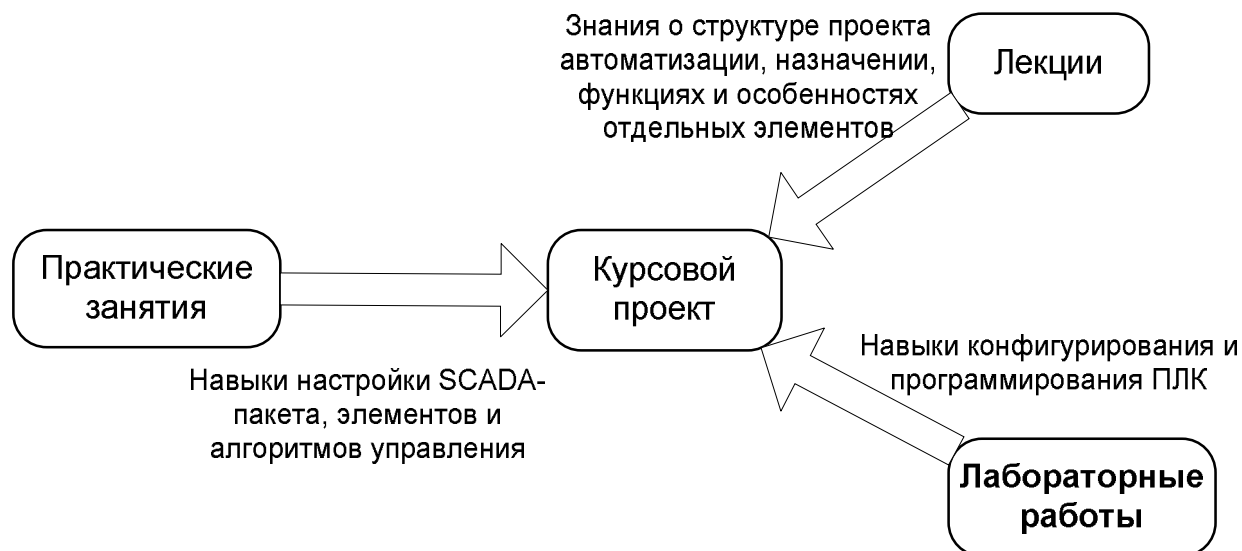 Знания о структуре проекта
автоматизации, назначении,
функциях и особенностях
отдельных элементов
Лекции
Практические
занятия
Курсовой
проект
Навыки настройки SCADA-
пакета, элементов и
алгоритмов управления
Навыки конфигурирования и
программирования ПЛК
Лабораторные
работы